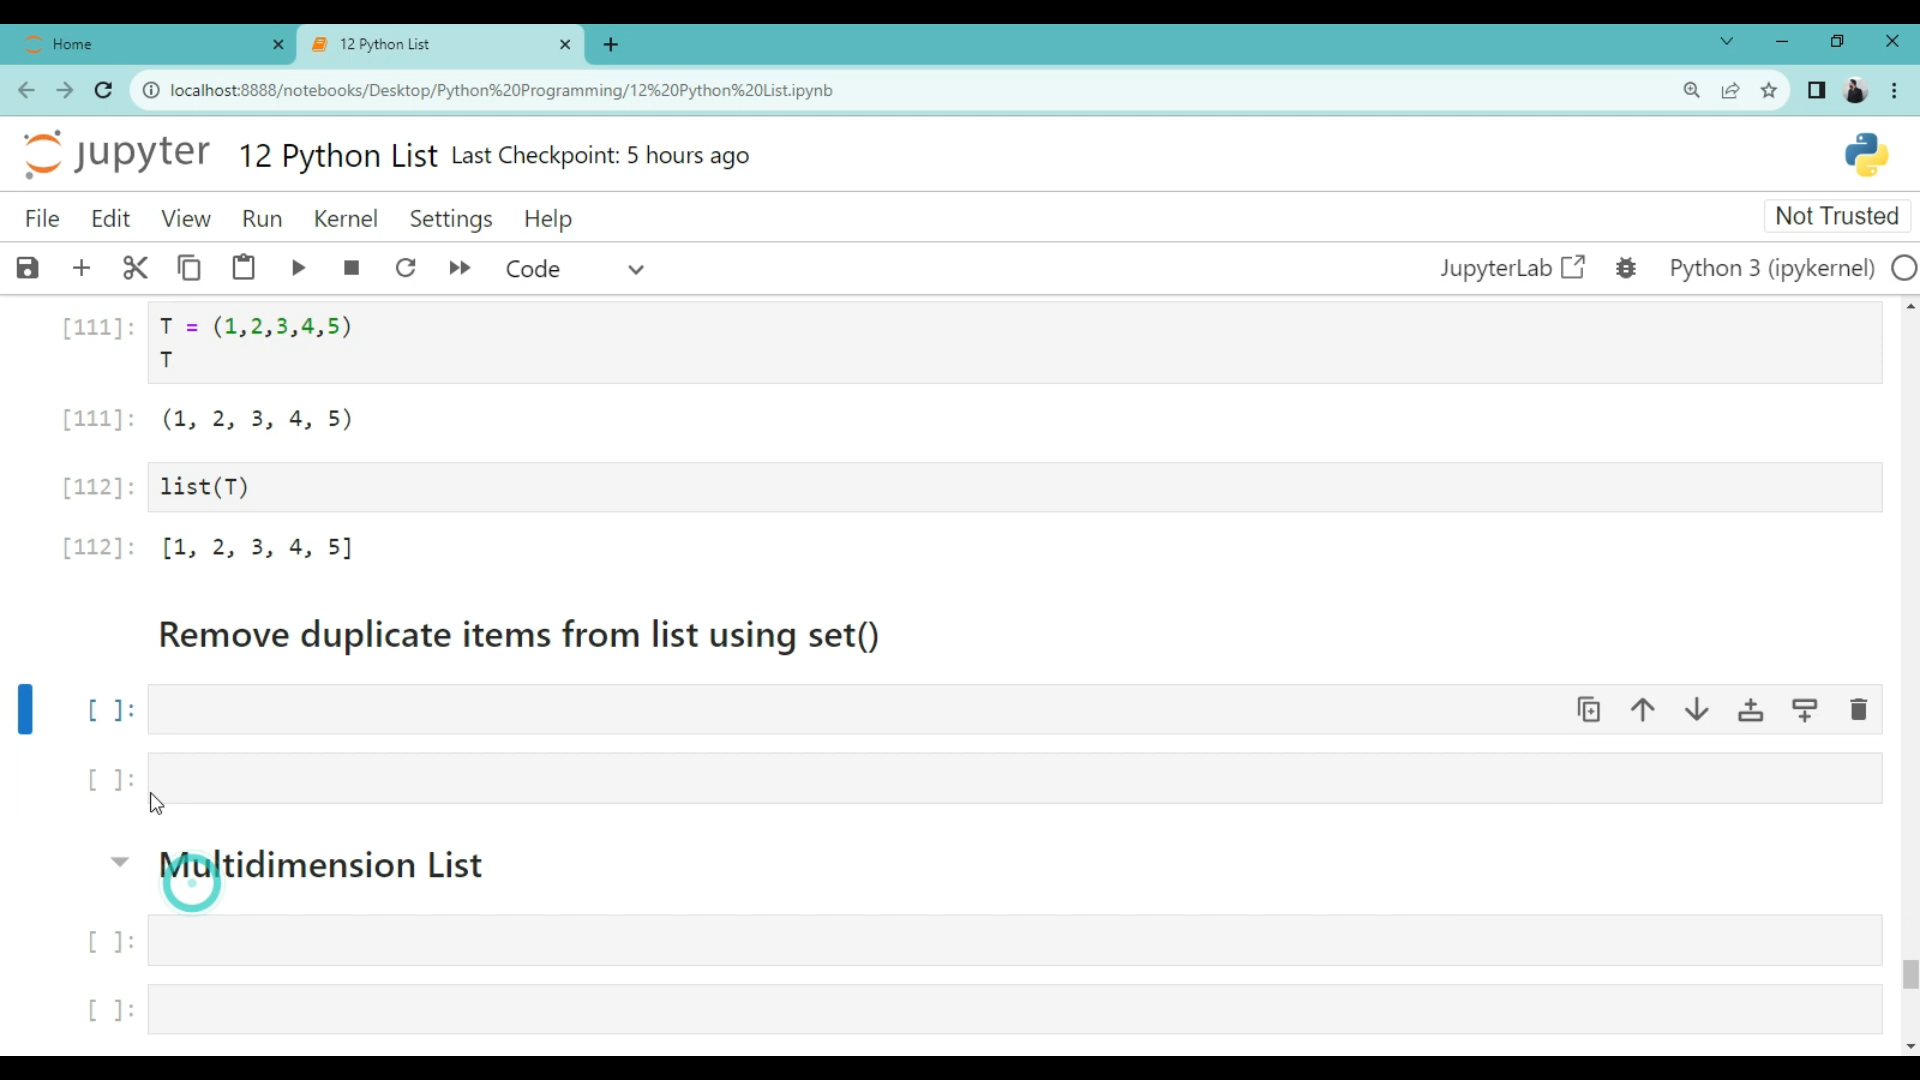 Home
12 Python List
localhost:8888/notebooks/Desktop/Python%20Programming/12%20Python%20List.ipynb
jupyter 12 Python List Last Checkpoint: 5 hours ago
File Edit View Run Kernel Settings Help Not Trusted
Code JupyterLab Python 3 (ipykernel)
[111]: T = (1,2,3,4,5)
T
[111]: (1, 2, 3, 4, 5)
[112]: list(T)
[112]: [1, 2, 3, 4, 5]
Remove duplicate items from list using set()
[ ]:
[ ]:
Multidimension List
[ ]:
[ ]: